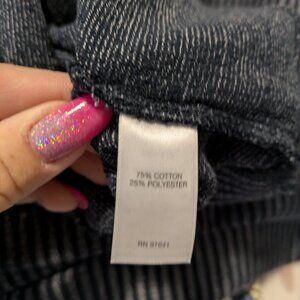 75% COTTON
25% POLYESTER
RN 97641